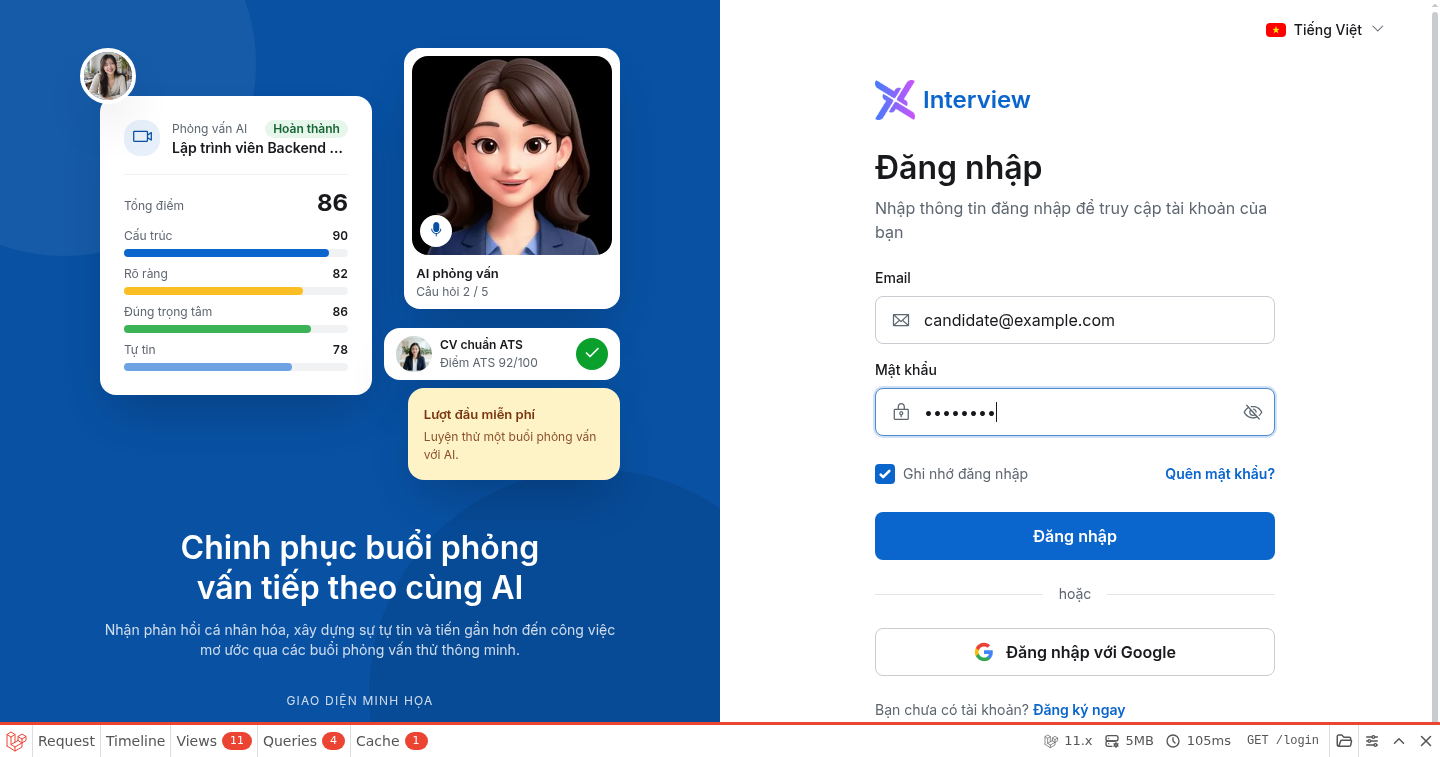 Phỏng vấn AI
Hoàn thành
Lập trình viên Backend ...
Tổng điểm
86
Cấu trúc
90
Rõ ràng
82
Đúng trọng tâm
86
Tự tin
78
AI phỏng vấn
Câu hỏi 2 / 5
CV chuẩn ATS
Điểm ATS 92/100
Lượt đầu miễn phí
Luyện thử một buổi phỏng vấn
với AI.
Chinh phục buổi phỏng
vấn tiếp theo cùng AI
Nhận phản hồi cá nhân hóa, xây dựng sự tự tin và tiến gần hơn đến công việc
mơ ước qua các buổi phỏng vấn thử thông minh.
GIAO DIỆN MINH HỌA
Tiếng Việt
Interview
Đăng nhập
Nhập thông tin đăng nhập để truy cập tài khoản của
bạn
Email
candidate@example.com
Mật khẩu
••••••••
Ghi nhớ đăng nhập
Quên mật khẩu?
Đăng nhập
hoặc
Đăng nhập với Google
Bạn chưa có tài khoản? Đăng ký ngay
Request
Timeline
Views 11
Queries 4
Cache 1
11.x
5MB
105ms
GET /login